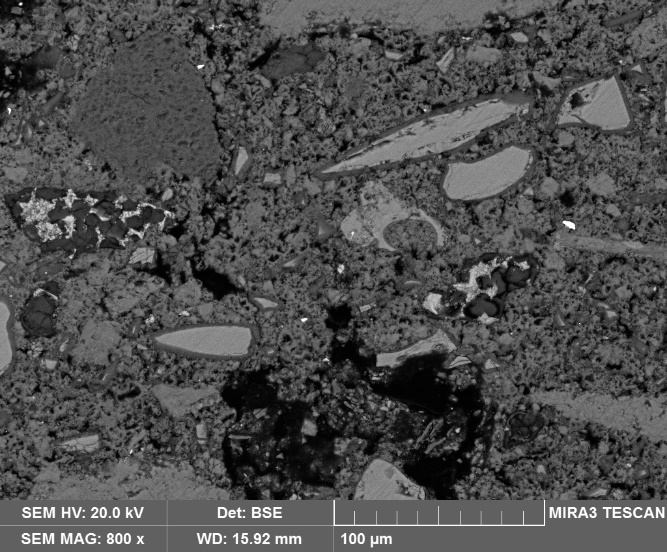 SEM HV: 20.0 kV Det: BSE MIRA3 TESCAN
SEM MAG: 800 x WD: 15.92 mm 100 µm